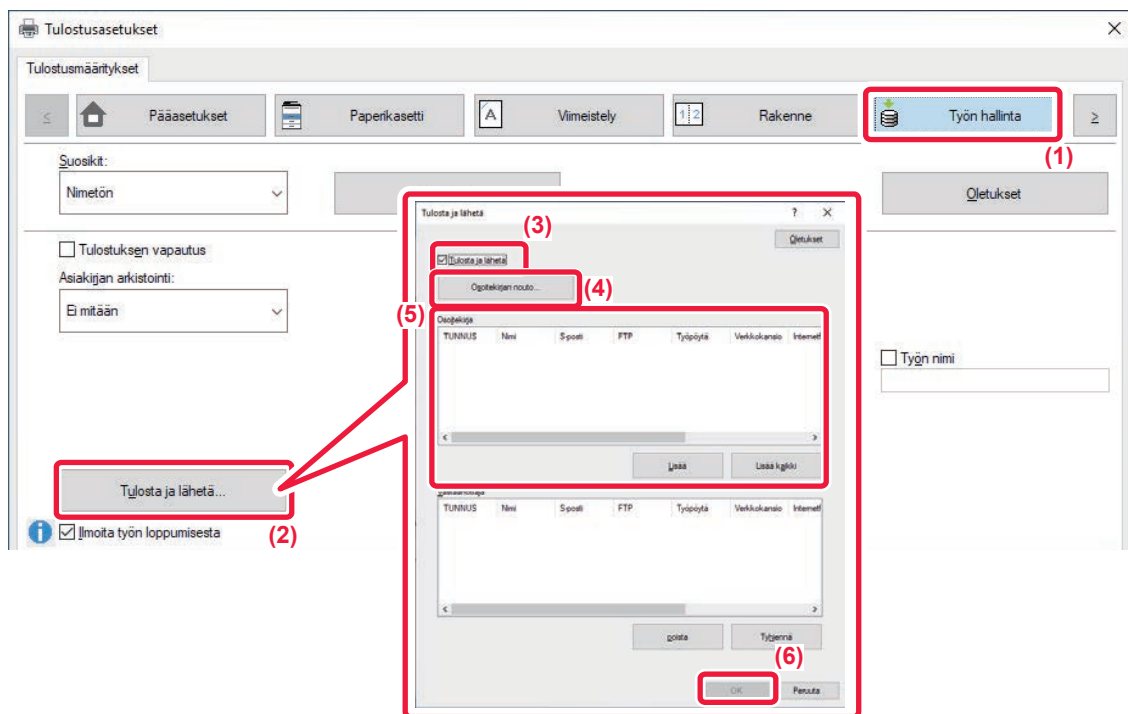 Tulostusasetukset
Tulostusmääritykset
Pääasetukset
Paperikasetti
Viimeistely
Rakenne
Työn hallinta
(1)
Suosikit:
Nimetön
Oletukset
Tulostuksen vapautus
Asiakirjan arkistointi:
Ei mitään
Työn nimi
Tulosta ja lähetä...
(2)
Ilmoita työn loppumisesta
Tulosta ja lähetä
(3)
Oletukset
Tulosta ja lähetä
Osoitekirjan nouto...
(4)
(5)
Osoitekirja
TUNNUS Nimi S-posti FTP Työpöytä Verkkokansio Internetf
Lisää Lisää kaikki
TUNNUS Nimi S-posti FTP Työpöytä Verkkokansio Internetf
poista Tyhjennä
(6)
OK Peruuta